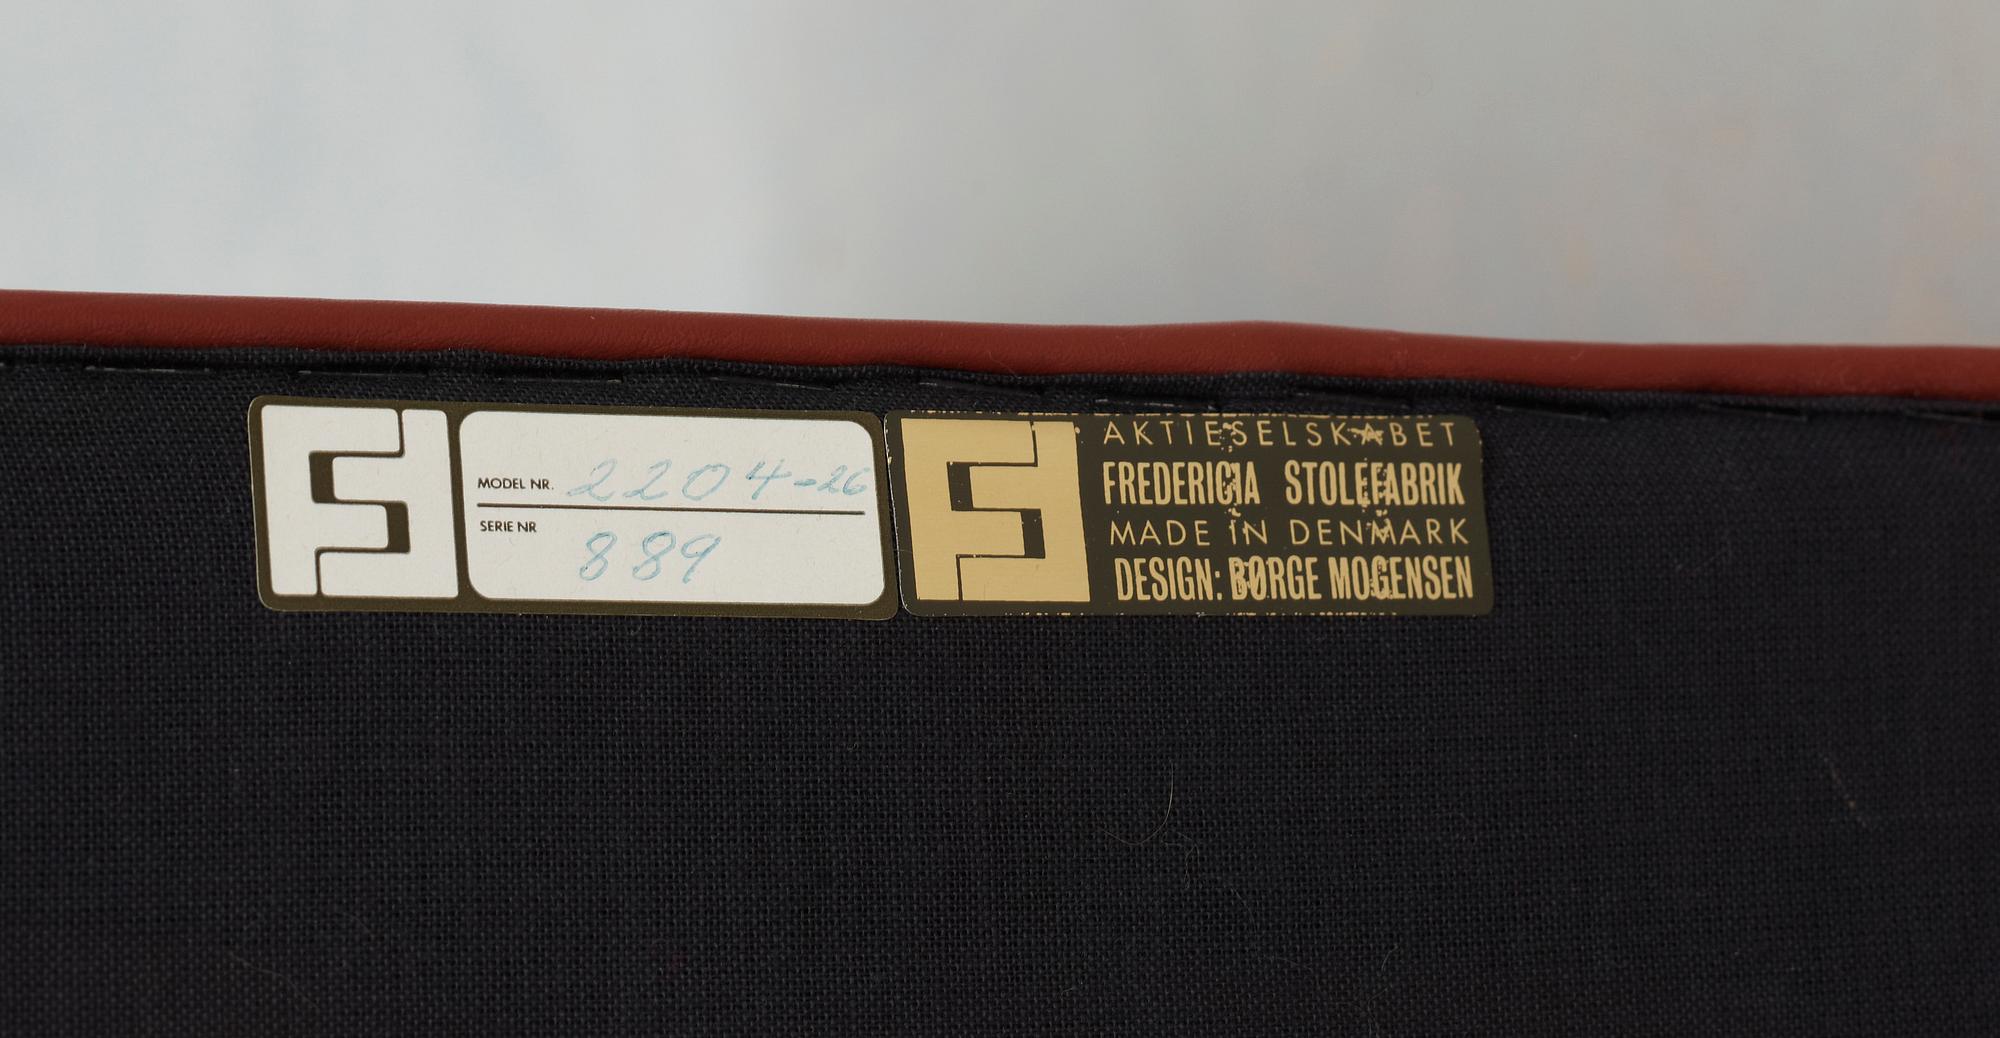 MODEL NR. 2204-26
SERIE NR 889
AKTIESELSKABET
FREDERICIA STOLEFABRIK
MADE IN DENMARK
DESIGN: BØRGE MOGENSEN